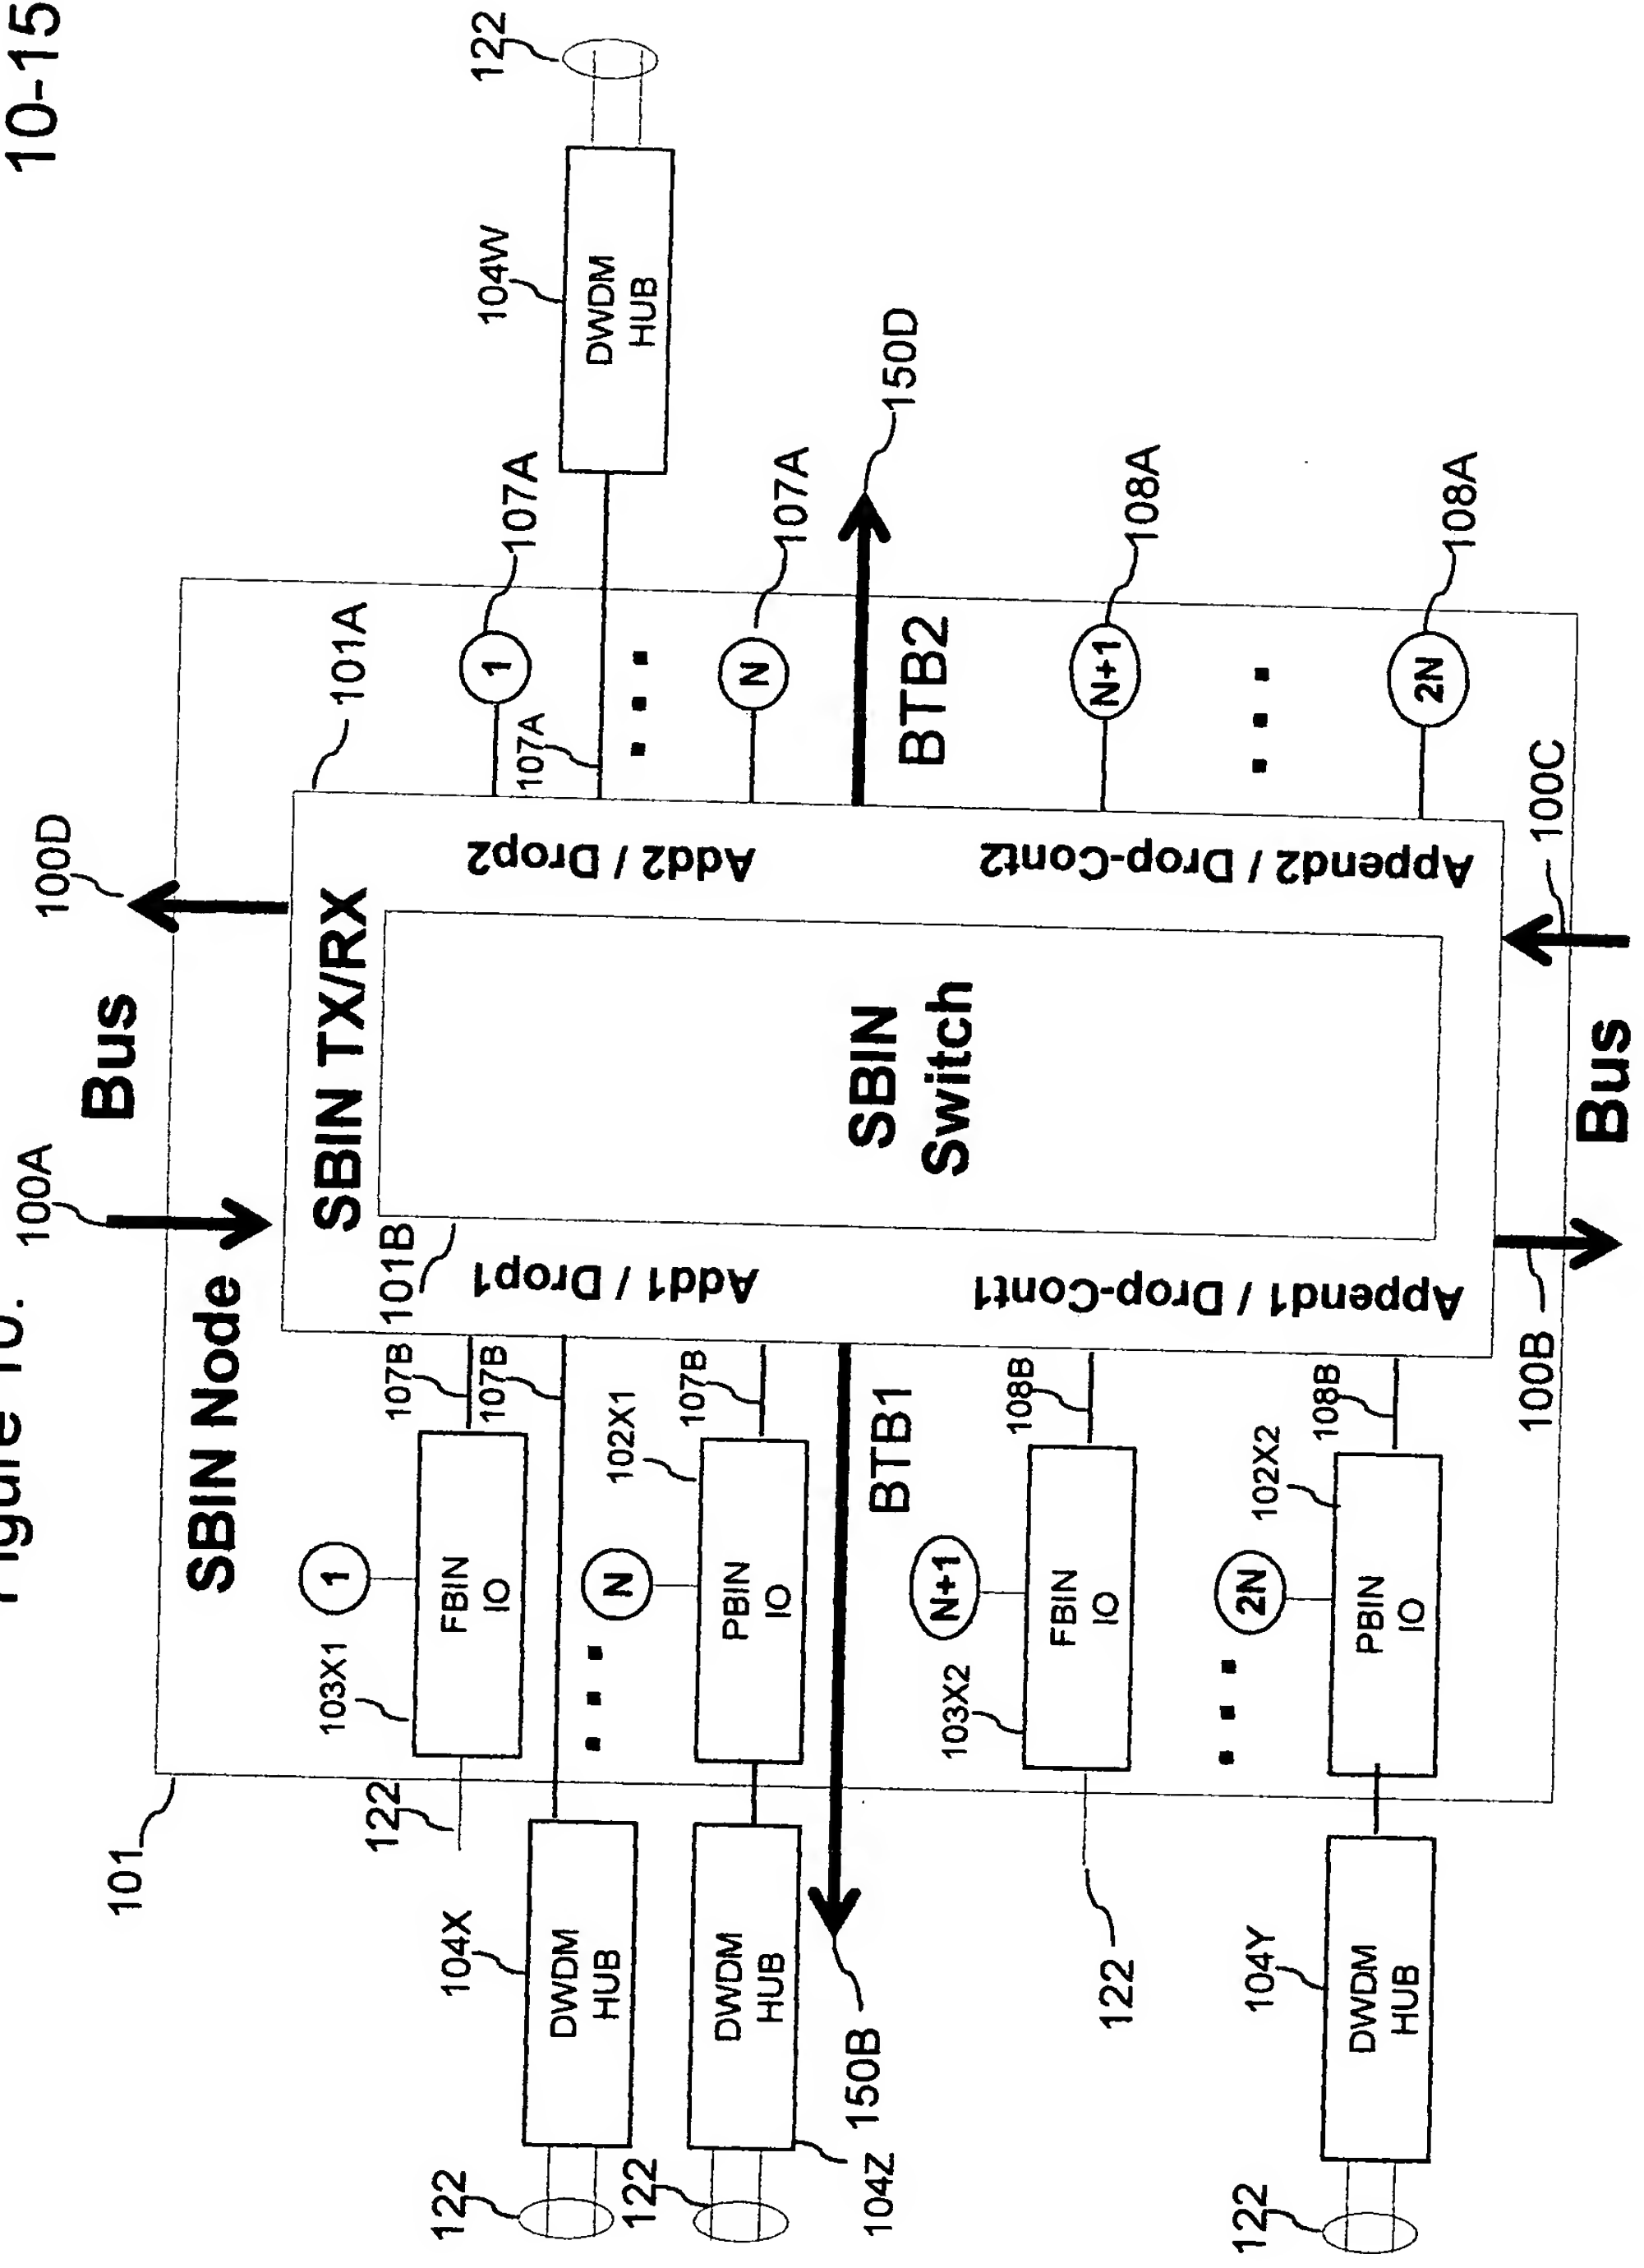 Figure 10.
10-15
100A
100D
Bus
101
SBIN Node
SBIN TX/RX
101A
103X1
1
122
FBIN
IO
107B
101B
107B
Add1 / Drop1
Add2 / Drop2
1
107A
107A
104W
DWDM
HUB
122
122
104X
DWDM
HUB
N
102X1
122
DWDM
HUB
104Z
PBIN
IO
107B
N
107A
150B
BTB1
SBIN
Switch
BTB2
150D
103X2
N+1
122
FBIN
IO
108B
Append1 / Drop-Cont1
Append2 / Drop-Cont2
N+1
108A
122
104Y
DWDM
HUB
2N
102X2
PBIN
IO
108B
2N
108A
100B
100C
Bus